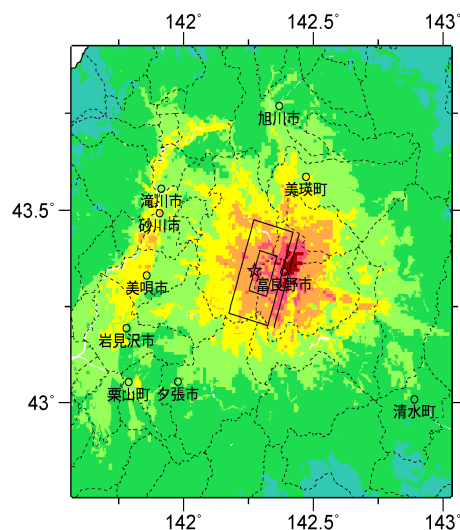 142° 142.5° 143°
旭川市
美瑛町
滝川市
43.5°
砂川市
富良野市
美唄市
岩見沢市
43°
栗山町 夕張市
清水町
142° 142.5° 143°